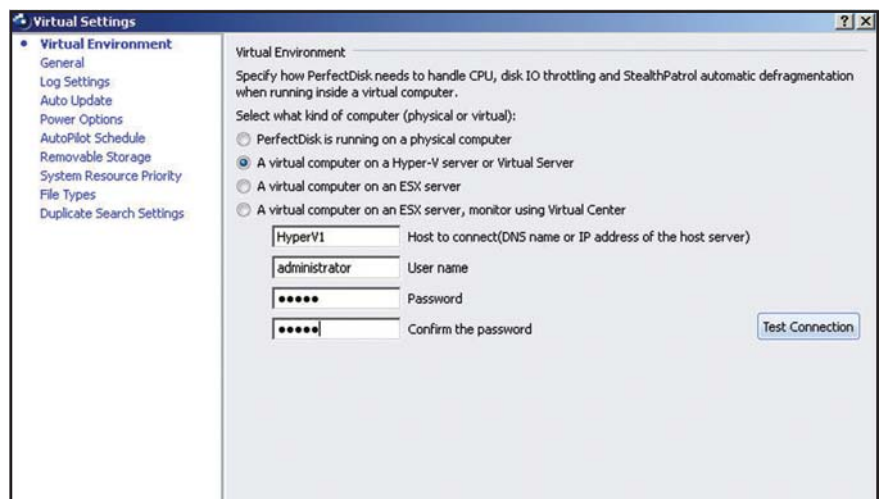 Virtual Settings
Virtual Environment
General
Log Settings
Auto Update
Power Options
AutoPilot Schedule
Removable Storage
System Resource Priority
File Types
Duplicate Search Settings
Virtual Environment
Specify how PerfectDisk needs to handle CPU, disk IO throttling and StealthPatrol automatic defragmentation
when running inside a virtual computer.
Select what kind of computer (physical or virtual):
PerfectDisk is running on a physical computer
A virtual computer on a Hyper-V server or Virtual Server
A virtual computer on an ESX server
A virtual computer on an ESX server, monitor using Virtual Center
HyperV1 Host to connect(DNS name or IP address of the host server)
administrator User name
●●●●● Password
●●●●● Confirm the password
Test Connection